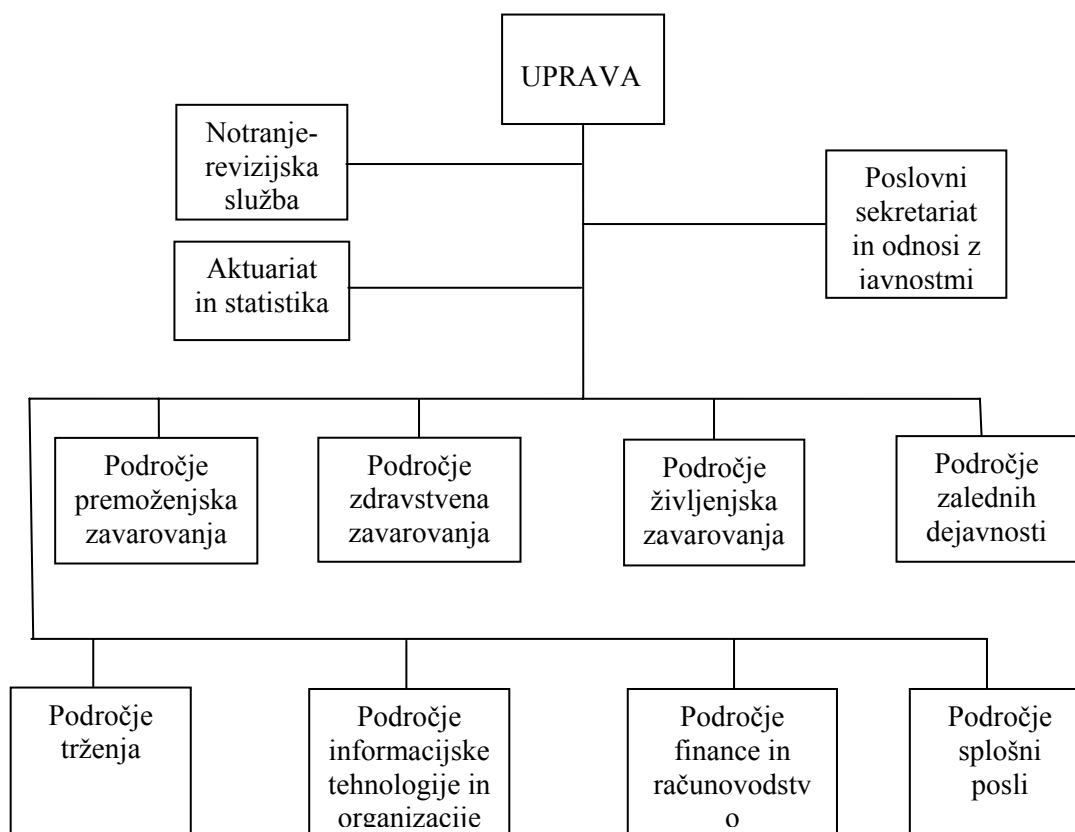 UPRAVA
Notranje-
revizijska
služba
Poslovni
sekretariat
in odnosi z
javnostmi
Aktuariat
in statistika
Področje
premoženjska
zavarovanja
Področje
zdravstvena
zavarovanja
Področje
življenjska
zavarovanja
Področje
zalednih
dejavnosti
Področje
trženja
Področje
informacijske
tehnologije in
organizacije
Področje
finance in
računovodstv
o
Področje
splošni
posli